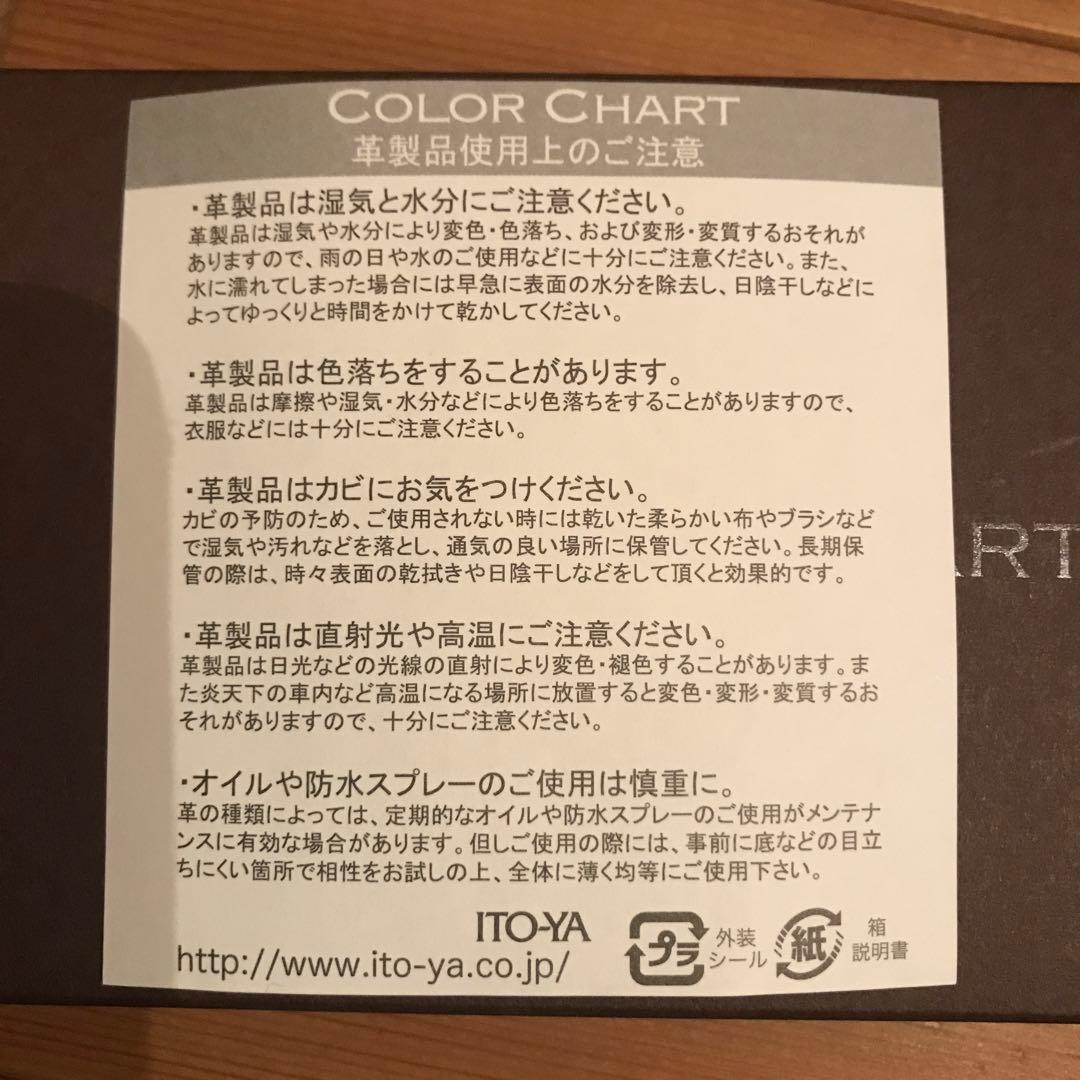 COLOR CHART
革製品使用上のご注意
・革製品は湿気と水分にご注意ください。
革製品は湿気や水分により変色・色落ち、および変形・変質するおそれが
ありますので、雨の日や水のご使用などに十分にご注意ください。また、
水に濡れてしまった場合には早急に表面の水分を除去し、日陰干しなどに
よってゆっくりと時間をかけて乾かしてください。
・革製品は色落ちをすることがあります。
革製品は摩擦や湿気・水分などにより色落ちをすることがありますので、
衣服などには十分にご注意ください。
・革製品はカビにお気をつけください。
カビの予防のため、ご使用されない時には乾いた柔らかい布やブラシなど
で湿気や汚れなどを落とし、通気の良い場所に保管してください。長期保
管の際は、時々表面の乾拭きや日陰干しなどをして頂くと効果的です。
・革製品は直射光や高温にご注意ください。
革製品は日光などの光線の直射により変色・褪色することがあります。ま
た炎天下の車内など高温になる場所に放置すると変色・変形・変質するお
それがありますので、十分にご注意ください。
・オイルや防水スプレーのご使用は慎重に。
革の種類によっては、定期的なオイルや防水スプレーのご使用がメンテナ
ンスに有効な場合があります。但しご使用の際には、事前に底などの目立
ちにくい箇所で相性をお試しの上、全体に薄く均等にご使用下さい。
ITO-YA
http://www.ito-ya.co.jp/
プラ
外装
シール
紙
箱
説明書
ART